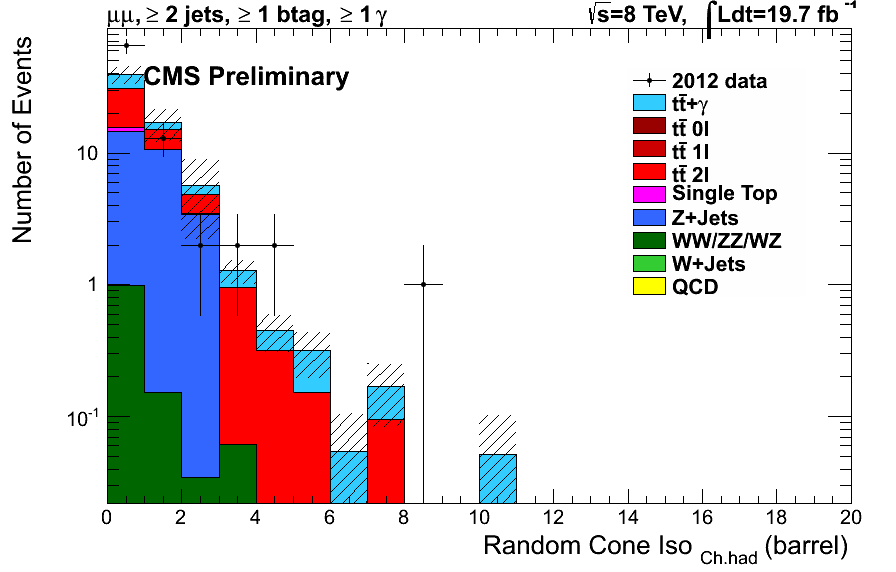 μμ, ≥ 2 jets, ≥ 1 btag, ≥ 1 γ
√s=8 TeV, ∫Ldt=19.7 fb⁻¹
CMS Preliminary
Number of Events
10
1
10⁻¹
2012 data
tt̄+γ
tt̄ 0l
tt̄ 1l
tt̄ 2l
Single Top
Z+Jets
WW/ZZ/WZ
W+Jets
QCD
0 2 4 6 8 10 12 14 16 18 20
Random Cone Iso Ch.had (barrel)